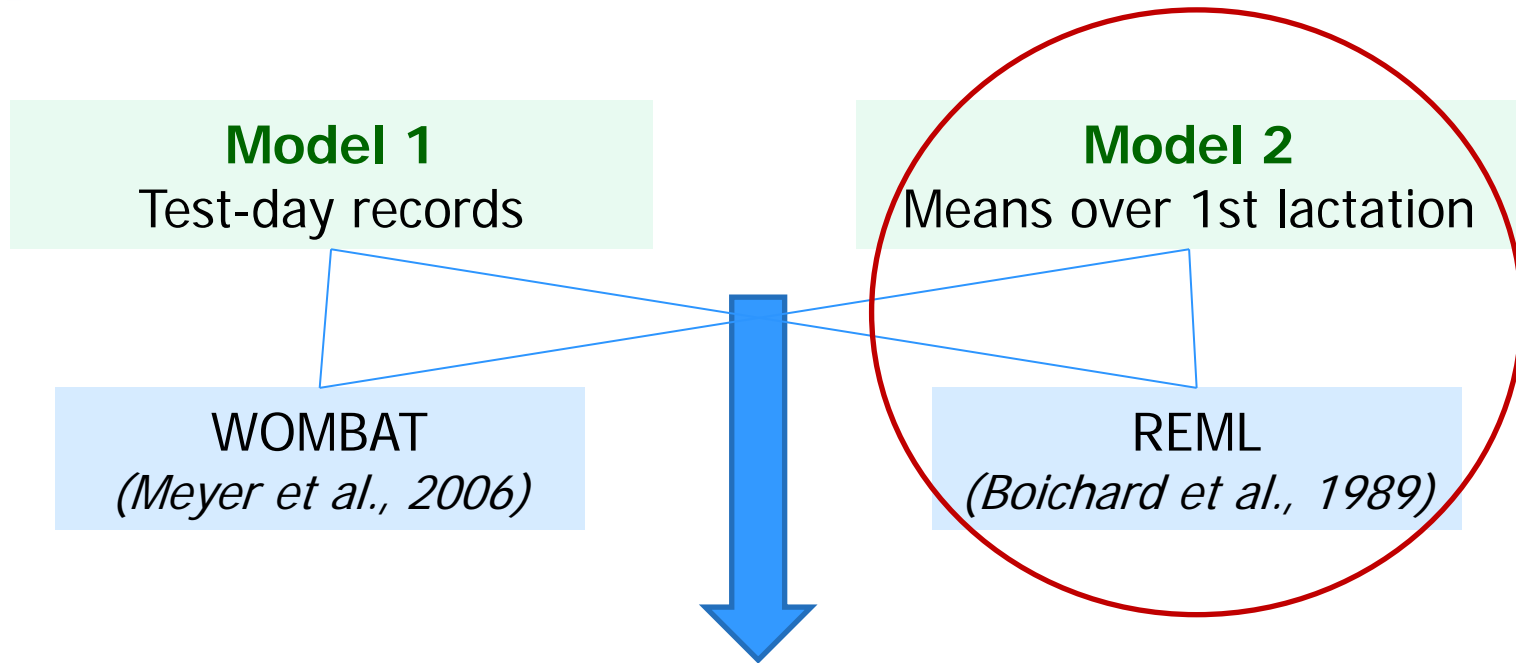 Model 1
Test-day records
Model 2
Means over 1st lactation
WOMBAT
(Meyer et al., 2006)
REML
(Boichard et al., 1989)